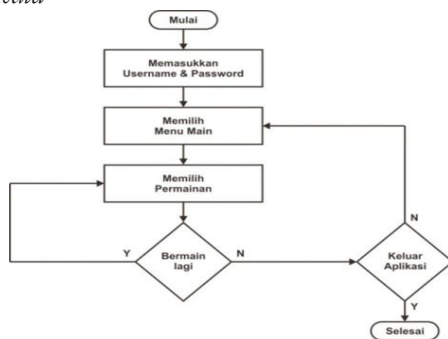 Mulai
Memasukkan
Username & Password
Memilih
Menu Main
Memilih
Permainan
N
Y
Bermain
lagi
N
Keluar
Aplikasi
Y
Selesai